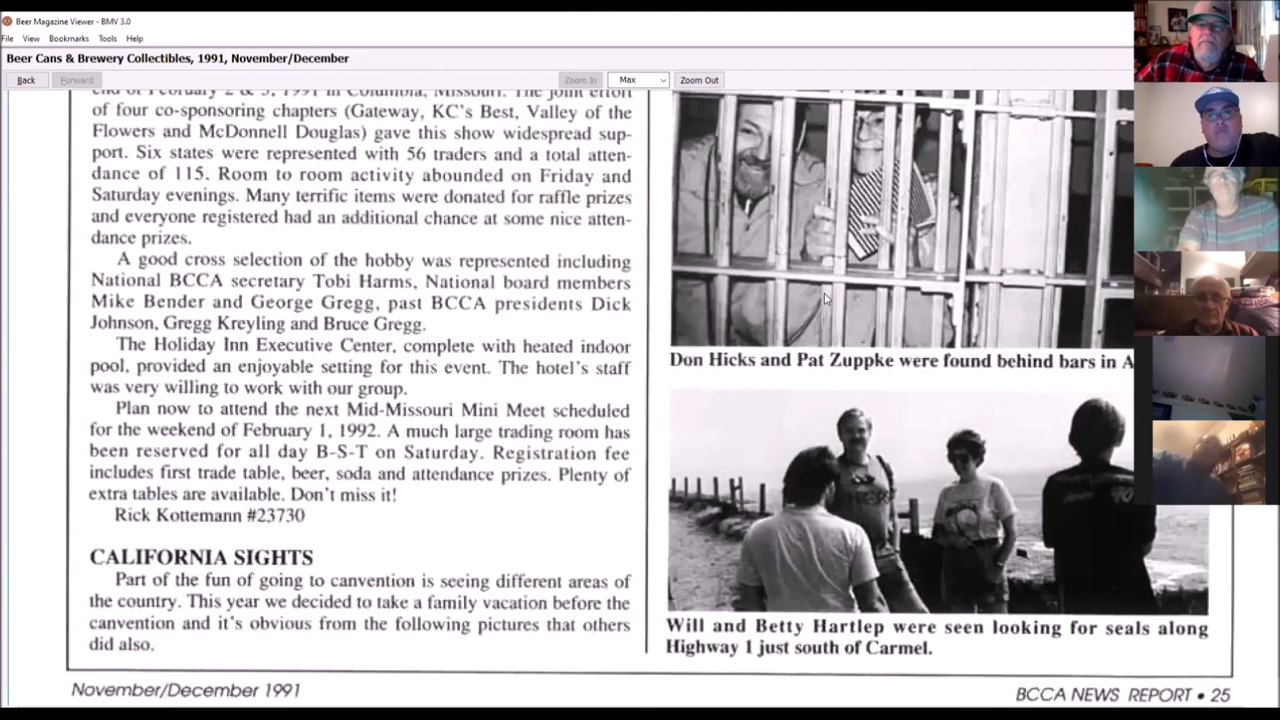 Beer Magazine Viewer - BMV 3.0
File View Bookmarks Tools Help
Beer Cans & Brewery Collectibles, 1991, November/December
Back Forward Zoom In Max Zoom Out
end of February 2 & 3, 1991 in Columbia, Missouri. The joint effort
of four co-sponsoring chapters (Gateway, KC's Best, Valley of the
Flowers and McDonnell Douglas) gave this show widespread sup-
port. Six states were represented with 56 traders and a total atten-
dance of 115. Room to room activity abounded on Friday and
Saturday evenings. Many terrific items were donated for raffle prizes
and everyone registered had an additional chance at some nice atten-
dance prizes.
A good cross selection of the hobby was represented including
National BCCA secretary Tobi Harms, National board members
Mike Bender and George Gregg, past BCCA presidents Dick
Johnson, Gregg Kreyling and Bruce Gregg.
The Holiday Inn Executive Center, complete with heated indoor
pool, provided an enjoyable setting for this event. The hotel's staff
was very willing to work with our group.
Plan now to attend the next Mid-Missouri Mini Meet scheduled
for the weekend of February 1, 1992. A much large trading room has
been reserved for all day B-S-T on Saturday. Registration fee
includes first trade table, beer, soda and attendance prizes. Plenty of
extra tables are available. Don't miss it!
Rick Kottemann #23730
CALIFORNIA SIGHTS
Part of the fun of going to canvention is seeing different areas of
the country. This year we decided to take a family vacation before the
canvention and it's obvious from the following pictures that others
did also.
Don Hicks and Pat Zuppke were found behind bars in A
Will and Betty Hartlep were seen looking for seals along
Highway 1 just south of Carmel.
November/December 1991
BCCA NEWS REPORT • 25